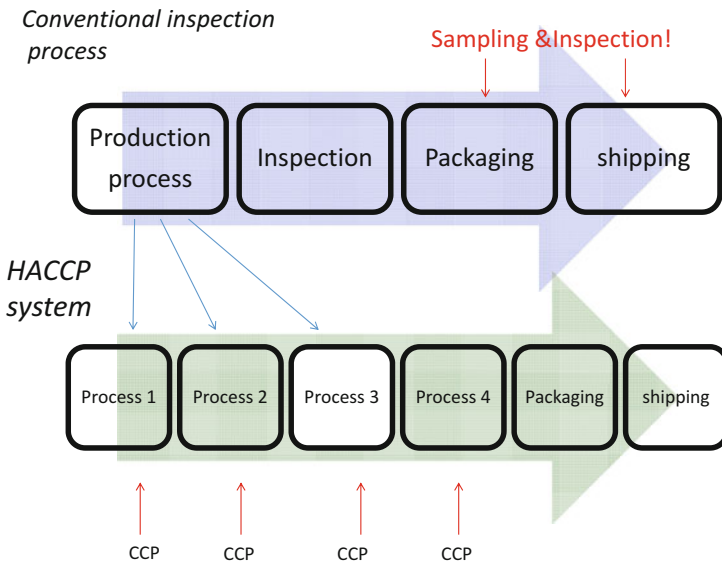 Conventional inspection
process
Sampling &Inspection!
Production
process
Inspection
Packaging
shipping
HACCP
system
Process 1
Process 2
Process 3
Process 4
Packaging
shipping
CCP
CCP
CCP
CCP